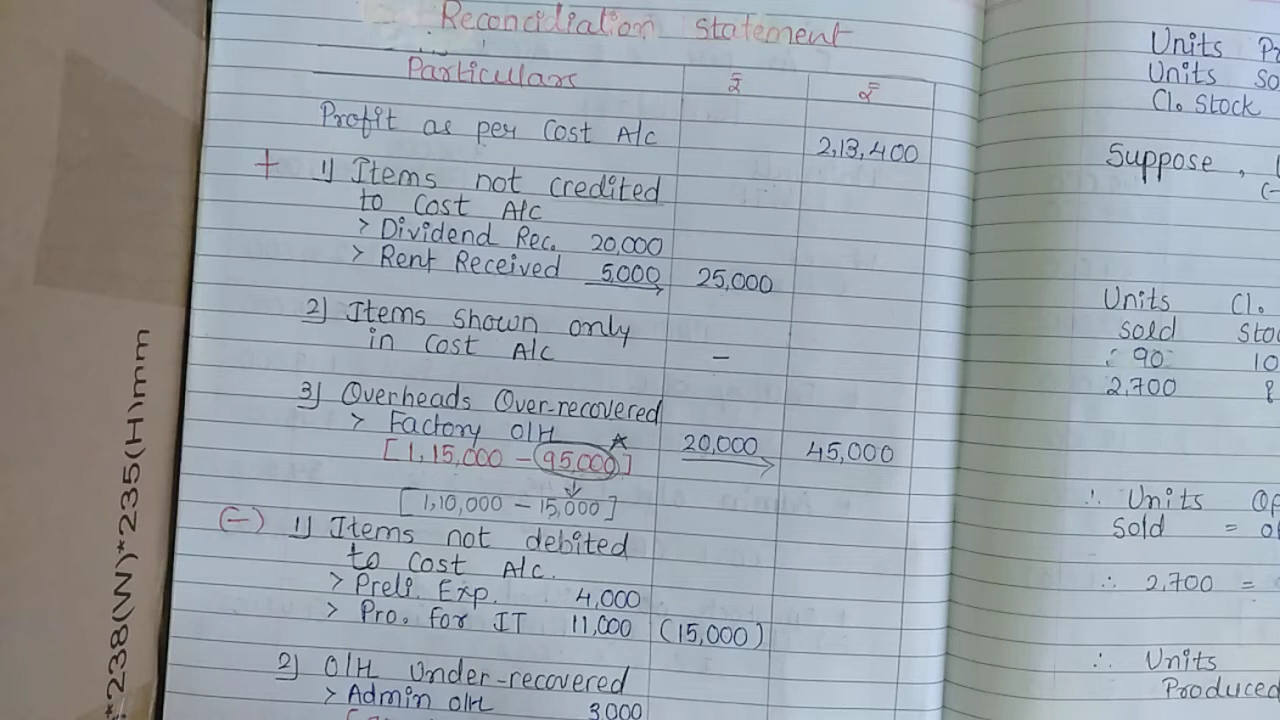 Reconcidiation Statement
Particulars ₹ ₹
Profit as per Cost A/c 2,13,400
+ 1) Items not credited
to Cost A/c
> Dividend Rec. 20,000
> Rent Received 5,000 25,000
2) Items shown only
in Cost A/c –
3) Overheads Over-recovered
> Factory O/H 20,000 45,000
[1,15,000 – 95,000]
[1,10,000 – 15,000]
(–) 1) Items not debited
to Cost A/c.
> Preli. Exp. 4,000
> Pro. for IT 11,000 (15,000)
2) O/H Under-recovered
> Admin O/H 3,000
Units
Units
Cl. Stock
Suppose,
Units Cl.
Sold
90 10
2,700
∴ Units
Sold =
∴ 2,700 =
∴ Units
Produced
*238(W)*235(H)mm